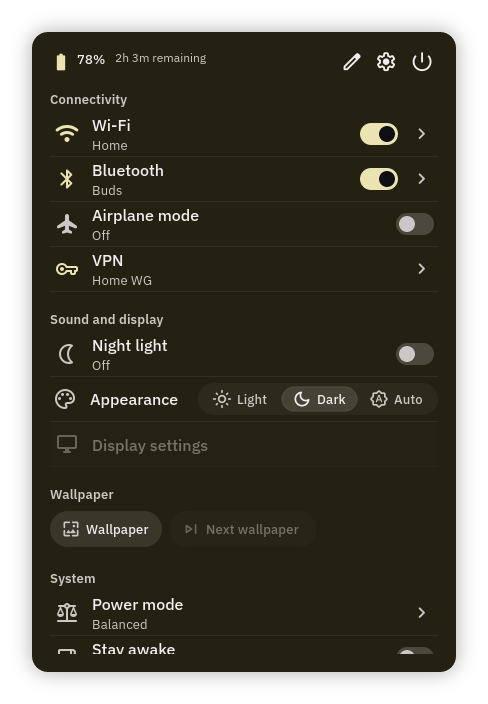 78% 2h 3m remaining
Connectivity
Wi-Fi
Home
Bluetooth
Buds
Airplane mode
Off
VPN
Home WG
Sound and display
Night light
Off
Appearance Light Dark Auto
Display settings
Wallpaper
Wallpaper Next wallpaper
System
Power mode
Balanced
Stay awake